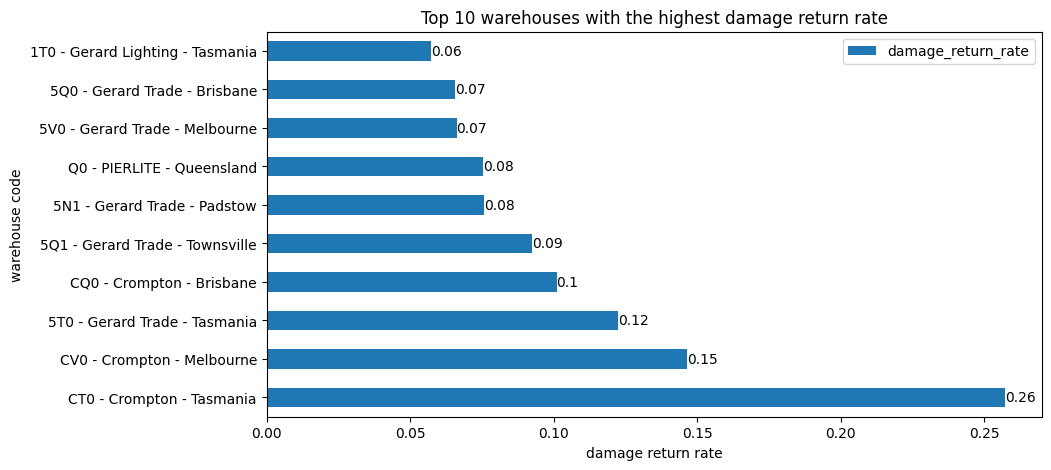 Top 10 warehouses with the highest damage return rate
damage_return_rate
warehouse code
1T0 - Gerard Lighting - Tasmania 0.06
5Q0 - Gerard Trade - Brisbane 0.07
5V0 - Gerard Trade - Melbourne 0.07
Q0 - PIERLITE - Queensland 0.08
5N1 - Gerard Trade - Padstow 0.08
5Q1 - Gerard Trade - Townsville 0.09
CQ0 - Crompton - Brisbane 0.1
5T0 - Gerard Trade - Tasmania 0.12
CV0 - Crompton - Melbourne 0.15
CT0 - Crompton - Tasmania 0.26
0.00 0.05 0.10 0.15 0.20 0.25
damage return rate